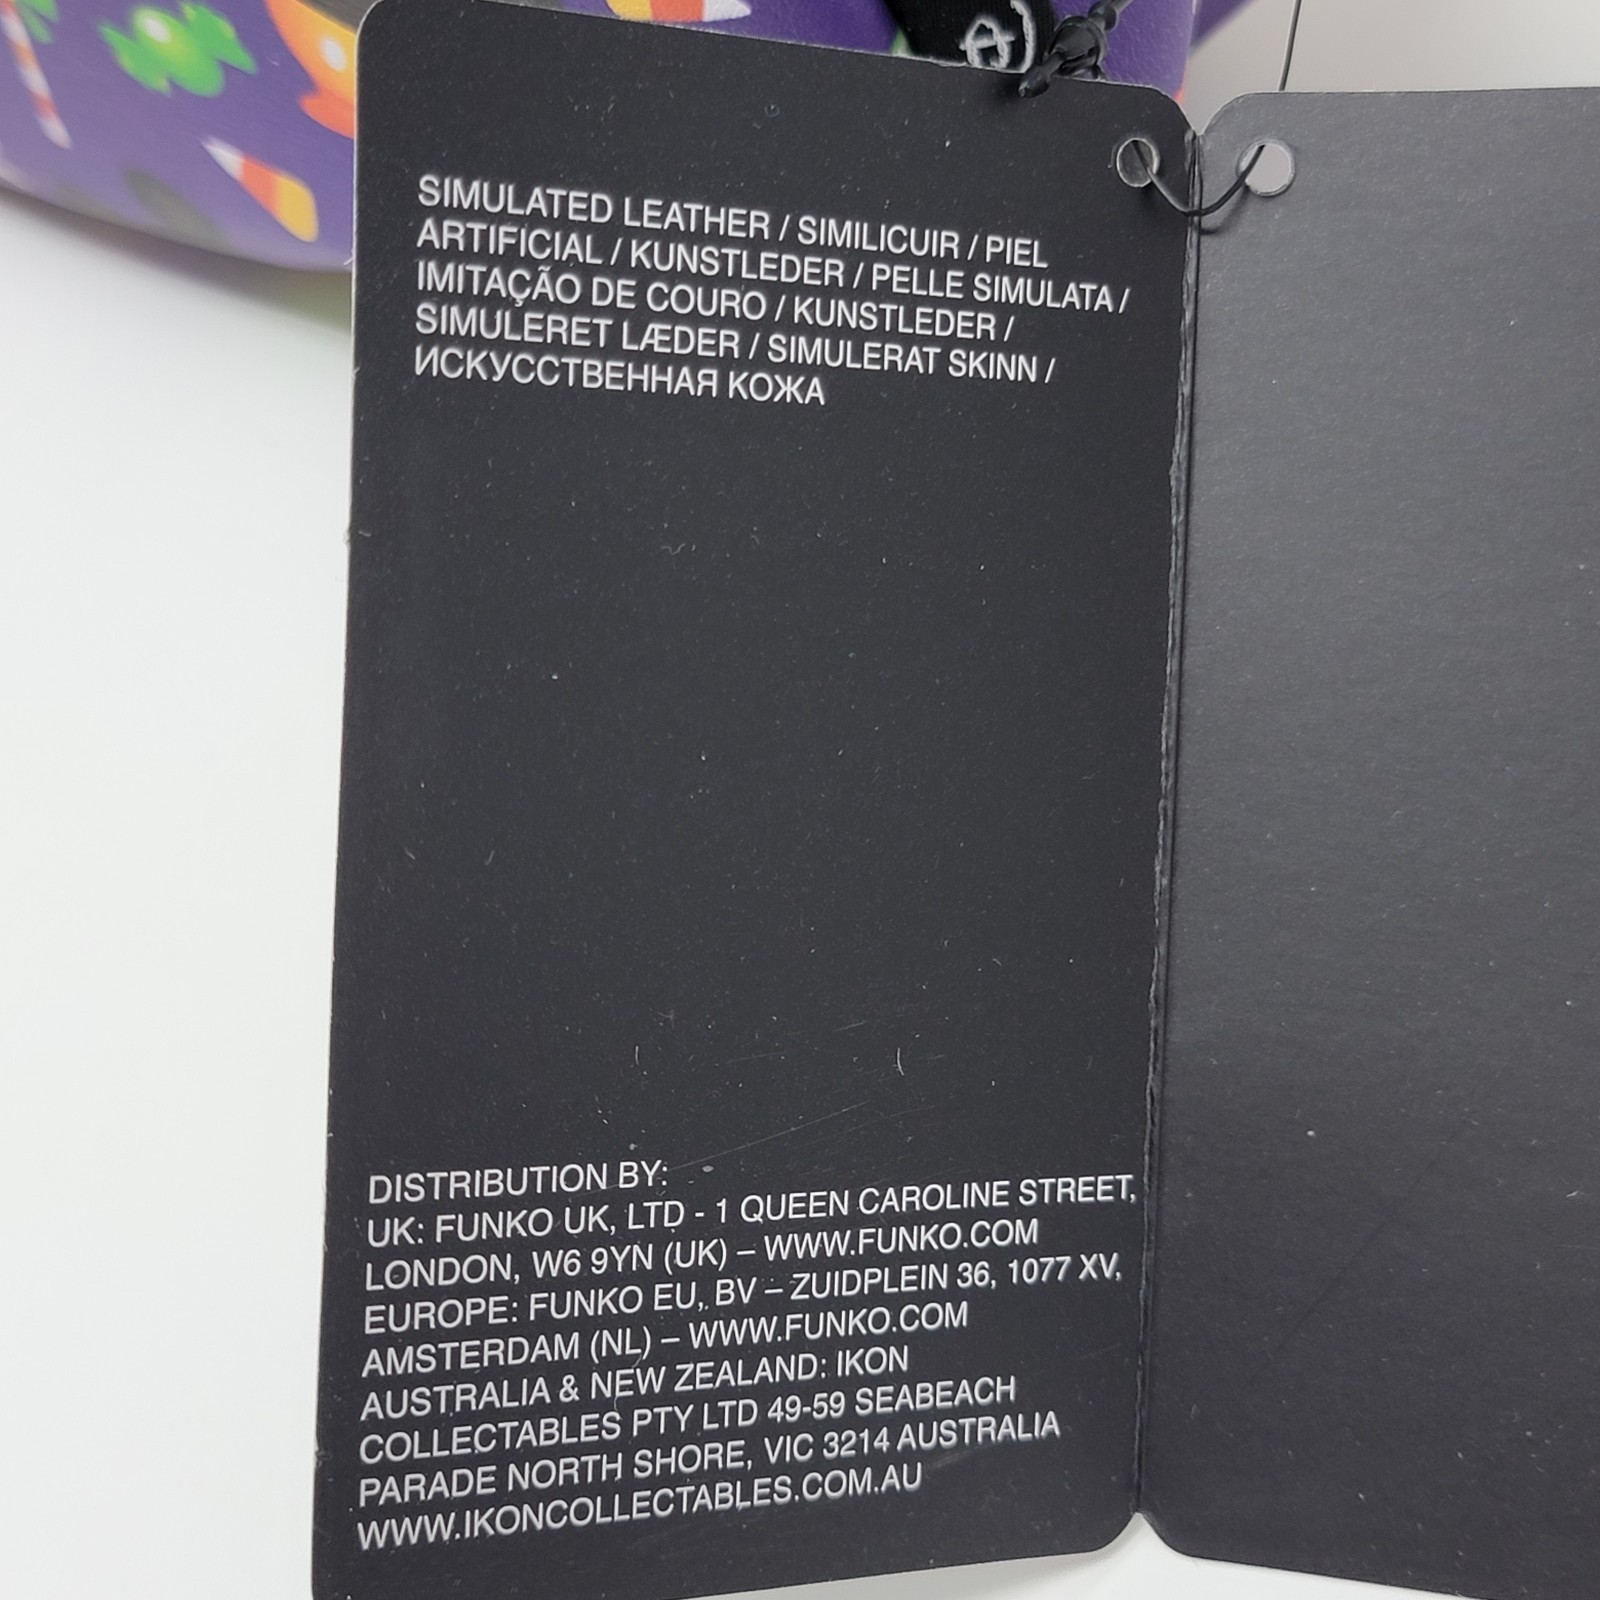 SIMULATED LEATHER / SIMILICUIR / PIEL
ARTIFICIAL / KUNSTLEDER / PELLE SIMULATA /
IMITAÇÃO DE COURO / KUNSTLEDER /
SIMULERET LÆDER / SIMULERAT SKINN /
ИСКУССТВЕННАЯ КОЖА
DISTRIBUTION BY:
UK: FUNKO UK, LTD - 1 QUEEN CAROLINE STREET,
LONDON, W6 9YN (UK) – WWW.FUNKO.COM
EUROPE: FUNKO EU, BV – ZUIDPLEIN 36, 1077 XV,
AMSTERDAM (NL) – WWW.FUNKO.COM
AUSTRALIA & NEW ZEALAND: IKON
COLLECTABLES PTY LTD 49-59 SEABEACH
PARADE NORTH SHORE, VIC 3214 AUSTRALIA
WWW.IKONCOLLECTABLES.COM.AU